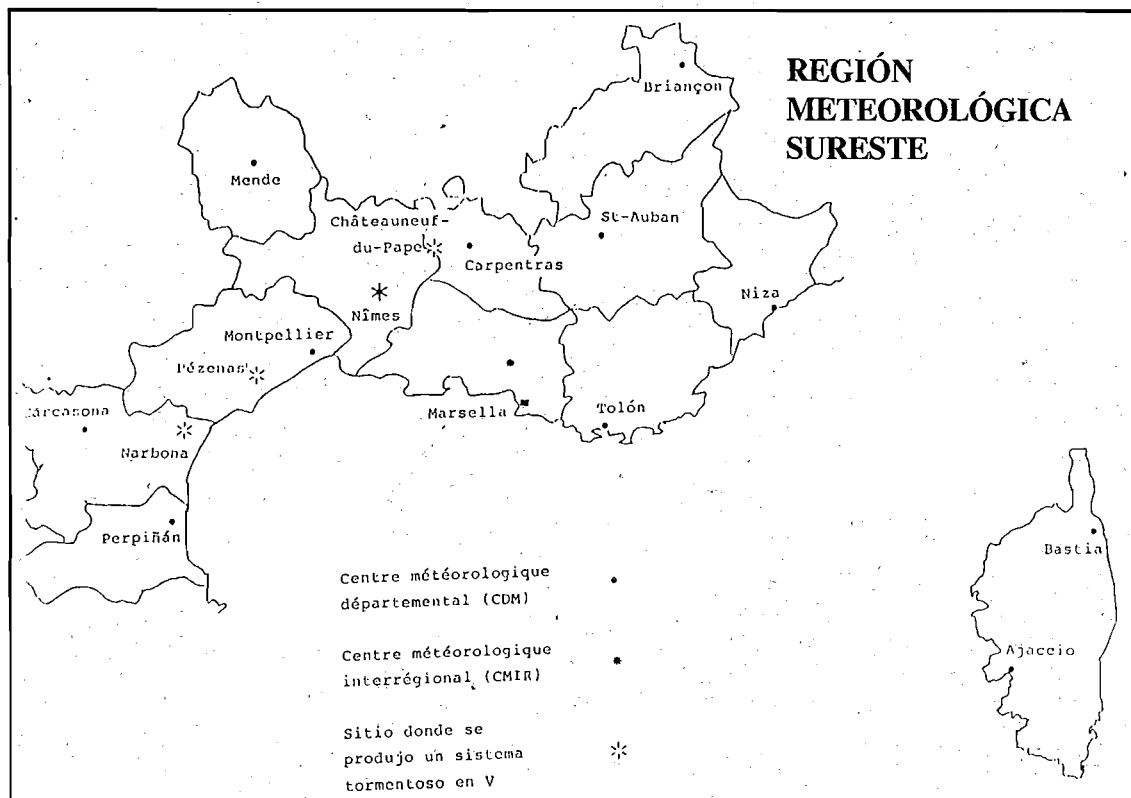 REGIÓN
METEOROLÓGICA
SURESTE
Briançon
Mende
Châteauneuf-
du-Pape
St-Auban
Carpentras
Niza
Nîmes
Montpellier
Pézenas
Marsella
Tolón
Carcasona
Narbona
Perpiñán
Bastia
Ajaccio
Centre météorologique
départemental (CDM)
Centre météorologique
interrégional (CMIR)
Sitio donde se
produjo un sistema
tormentoso en V